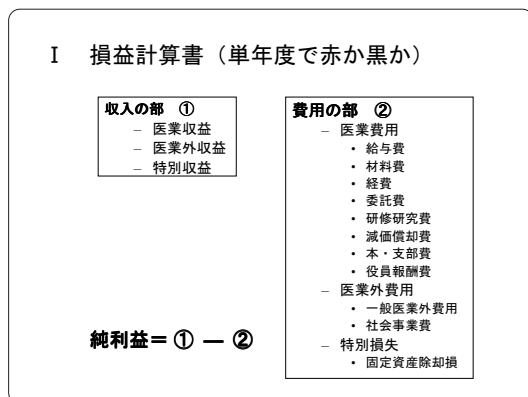 Ⅰ 損益計算書（単年度で赤か黒か）
収入の部 ①
– 医業収益
– 医業外収益
– 特別収益
費用の部 ②
– 医業費用
• 給与費
• 材料費
• 経費
• 委託費
• 研修研究費
• 減価償却費
• 本・支部費
• 役員報酬費
– 医業外費用
• 一般医業外費用
• 社会事業費
– 特別損失
• 固定資産除却損
純利益＝ ① ― ②